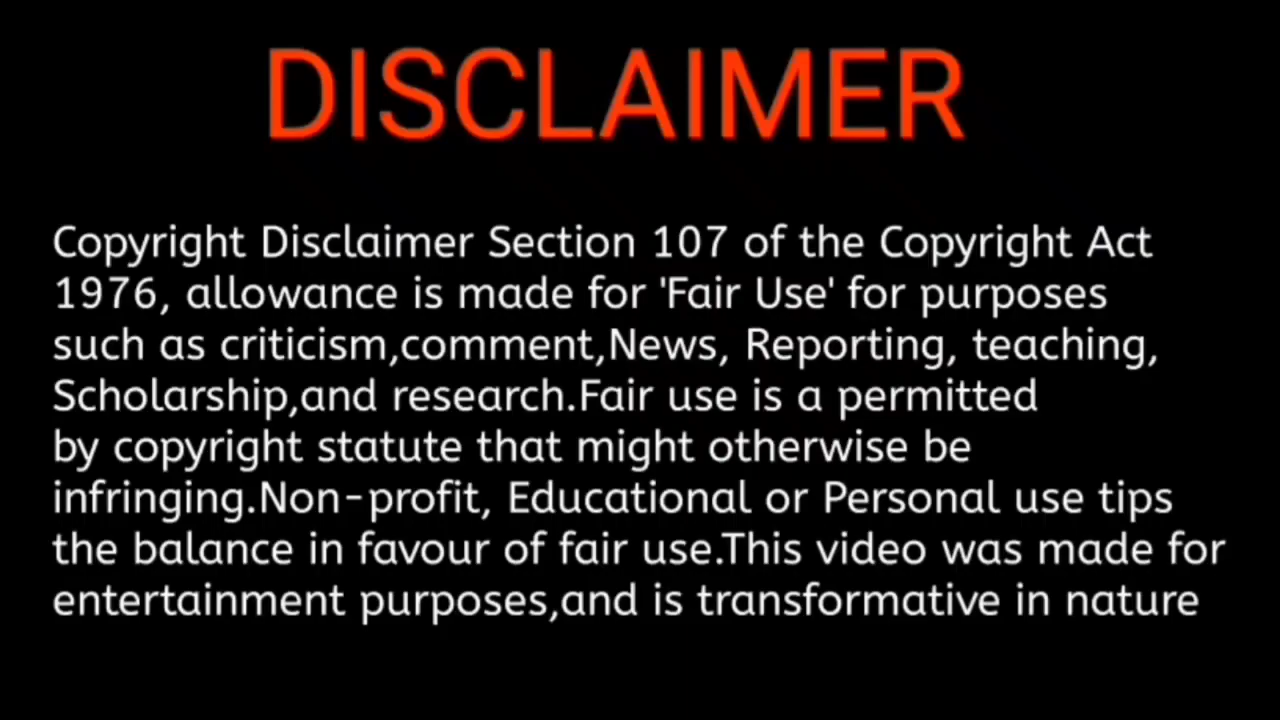 DISCLAIMER
Copyright Disclaimer Section 107 of the Copyright Act
1976, allowance is made for 'Fair Use' for purposes
such as criticism,comment,News, Reporting, teaching,
Scholarship,and research.Fair use is a permitted
by copyright statute that might otherwise be
infringing.Non-profit, Educational or Personal use tips
the balance in favour of fair use.This video was made for
entertainment purposes,and is transformative in nature